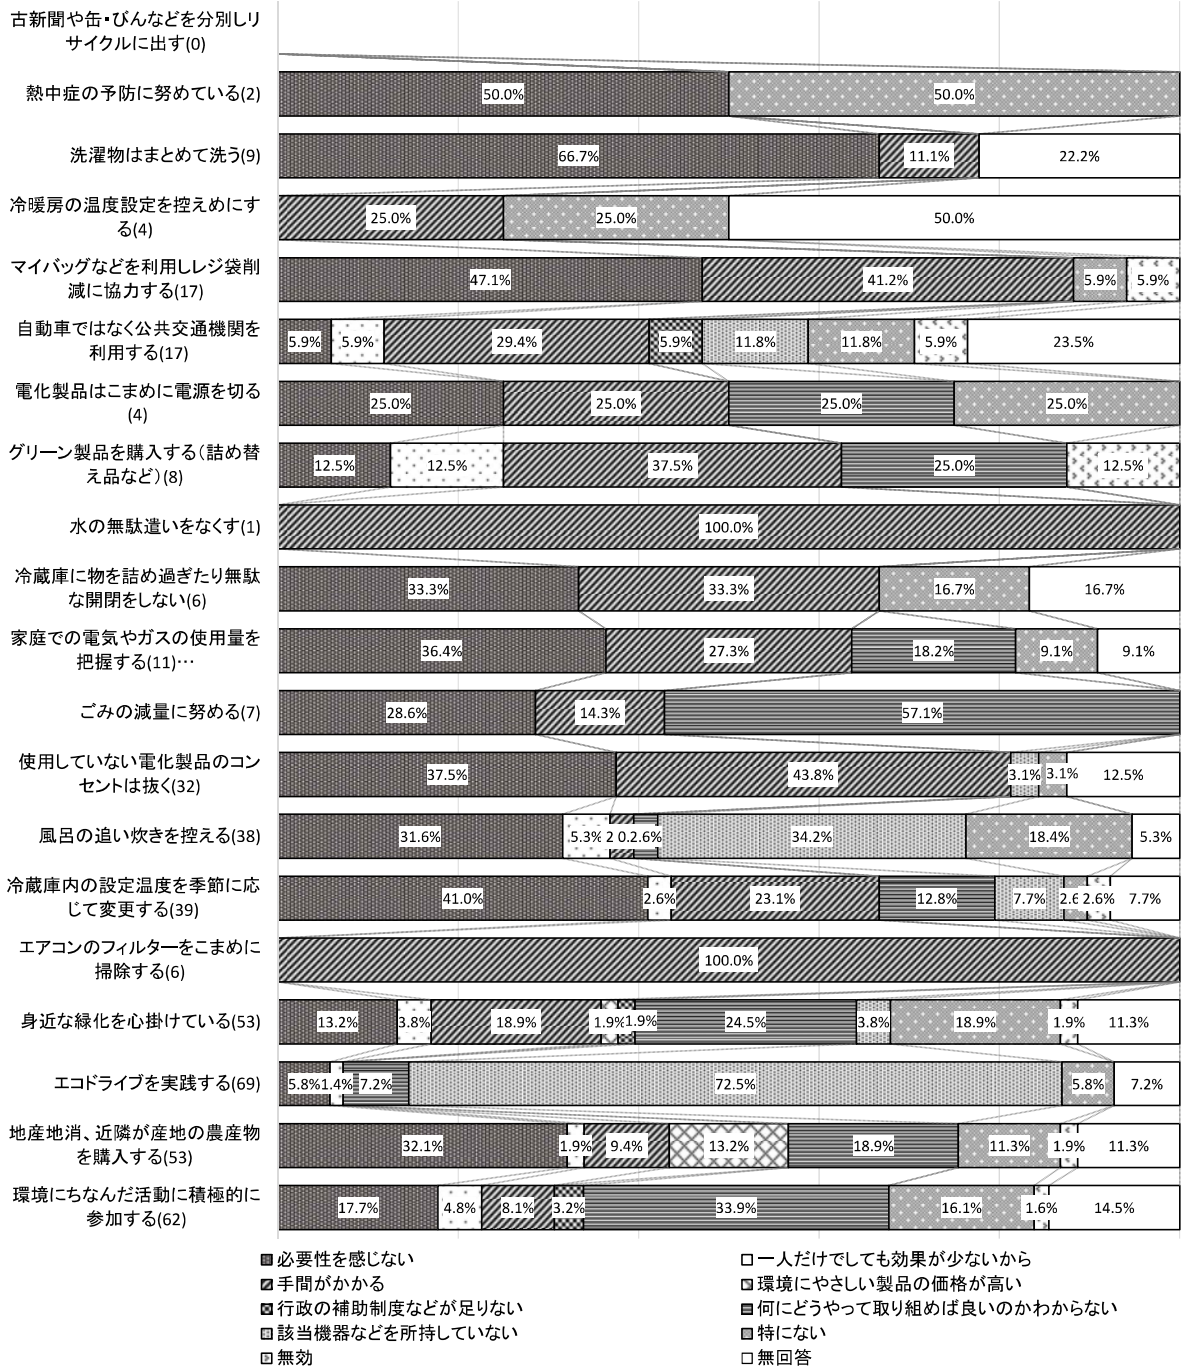 古新聞や缶・びんなどを分別しリ
サイクルに出す(0)
熱中症の予防に努めている(2)
50.0%
50.0%
洗濯物はまとめて洗う(9)
66.7%
11.1%
22.2%
冷暖房の温度設定を控えめにす
る(4)
25.0%
25.0%
50.0%
マイバッグなどを利用しレジ袋削
減に協力する(17)
47.1%
41.2%
5.9%
5.9%
自動車ではなく公共交通機関を
利用する(17)
5.9%
5.9%
29.4%
5.9%
11.8%
11.8%
5.9%
23.5%
電化製品はこまめに電源を切る
(4)
25.0%
25.0%
25.0%
25.0%
グリーン製品を購入する(詰め替
え品など)(8)
12.5%
12.5%
37.5%
25.0%
12.5%
水の無駄遣いをなくす(1)
100.0%
冷蔵庫に物を詰め過ぎたり無駄
な開閉をしない(6)
33.3%
33.3%
16.7%
16.7%
家庭での電気やガスの使用量を
把握する(11)…
36.4%
27.3%
18.2%
9.1%
9.1%
ごみの減量に努める(7)
28.6%
14.3%
57.1%
使用していない電化製品のコン
セントは抜く(32)
37.5%
43.8%
3.1%
3.1%
12.5%
風呂の追い炊きを控える(38)
31.6%
5.3%
2.6%
34.2%
18.4%
5.3%
冷蔵庫内の設定温度を季節に応
じて変更する(39)
41.0%
2.6%
23.1%
12.8%
7.7%
2.6
2.6%
7.7%
エアコンのフィルターをこまめに
掃除する(6)
100.0%
身近な緑化を心掛けている(53)
13.2%
3.8%
18.9%
1.9%
1.9%
24.5%
3.8%
18.9%
1.9%
11.3%
エコドライブを実践する(69)
5.8%
1.4%
7.2%
72.5%
5.8%
7.2%
地産地消、近隣が産地の農産物
を購入する(53)
32.1%
1.9%
9.4%
13.2%
18.9%
11.3%
1.9%
11.3%
環境にちなんだ活動に積極的に
参加する(62)
17.7%
4.8%
8.1%
3.2%
33.9%
16.1%
1.6%
14.5%
必要性を感じない
一人だけでしても効果が少ないから
手間がかかる
環境にやさしい製品の価格が高い
行政の補助制度などが足りない
何にどうやって取り組めば良いのかわからない
該当機器などを所持していない
特にない
無効
無回答